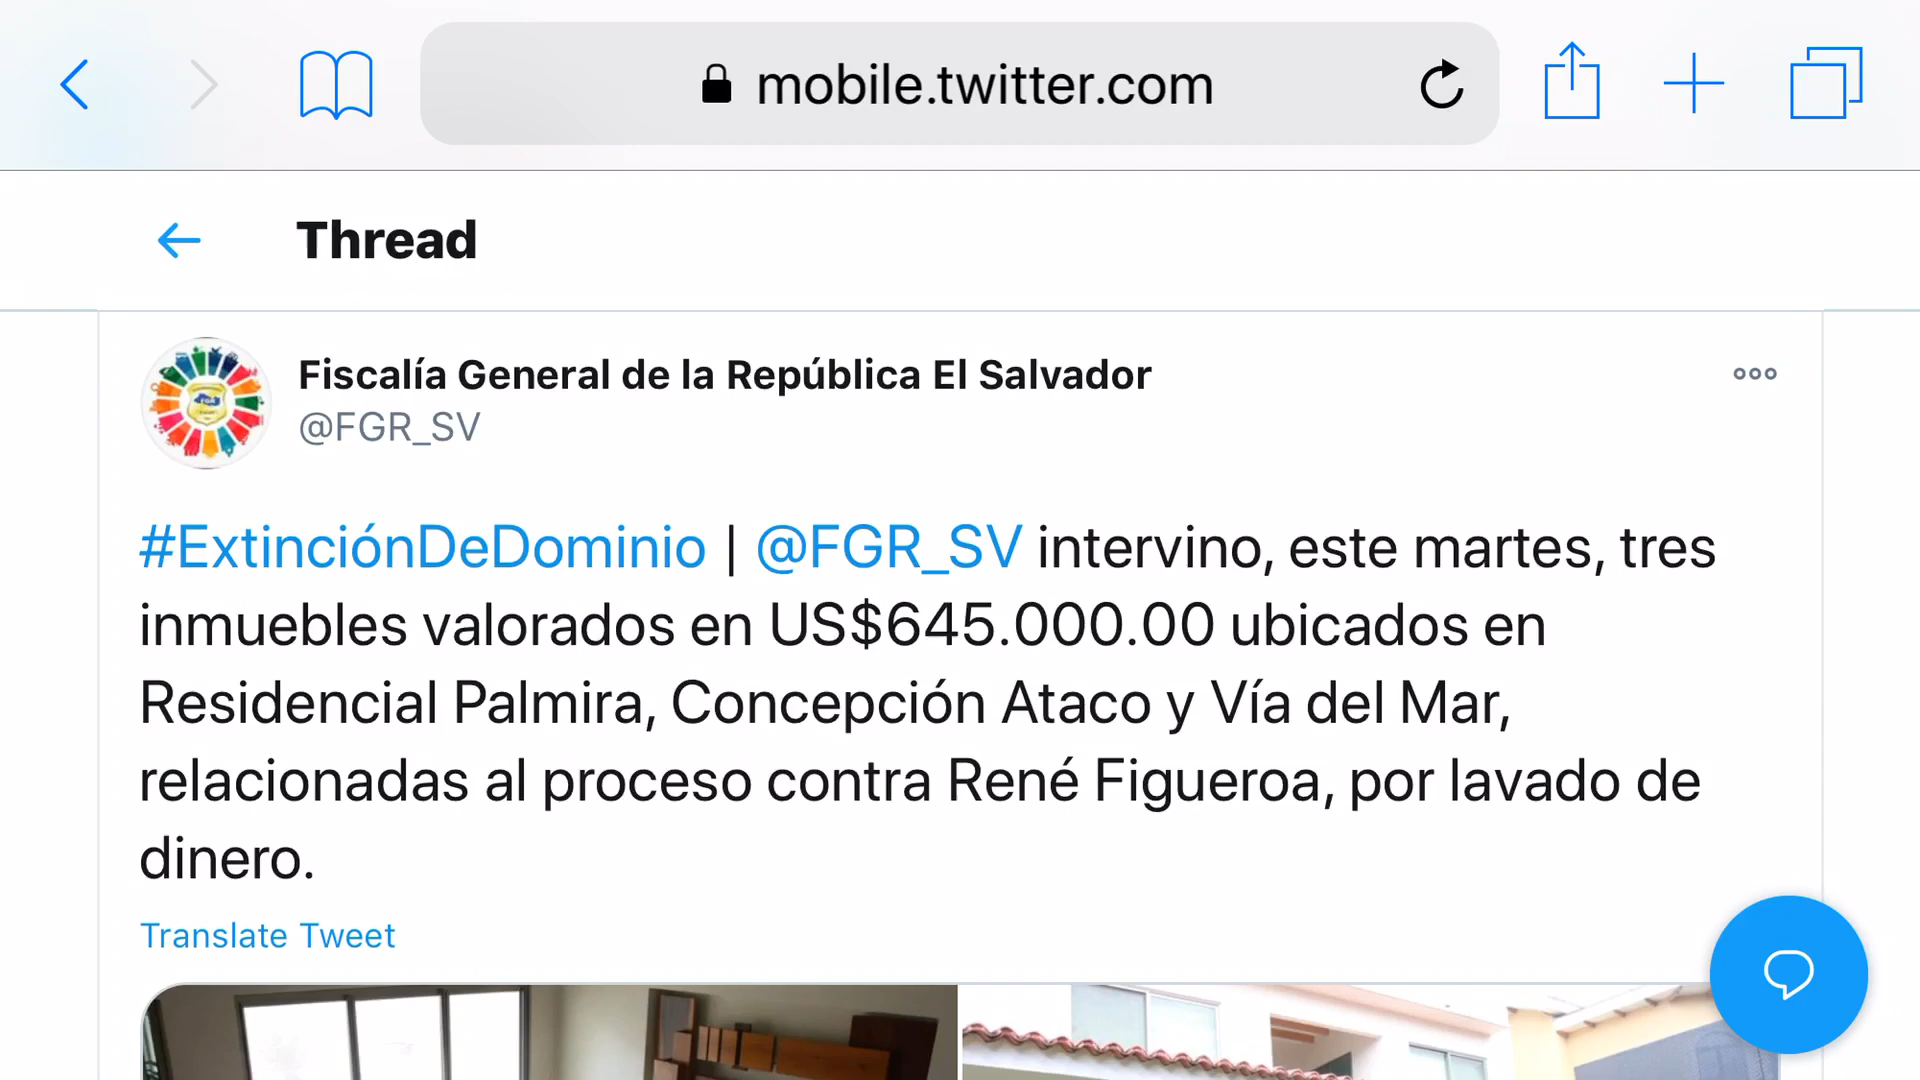 mobile.twitter.com
Thread
Fiscalía General de la República El Salvador
@FGR_SV
#ExtinciónDeDominio | @FGR_SV intervino, este martes, tres
inmuebles valorados en US$645.000.00 ubicados en
Residencial Palmira, Concepción Ataco y Vía del Mar,
relacionadas al proceso contra René Figueroa, por lavado de
dinero.
Translate Tweet